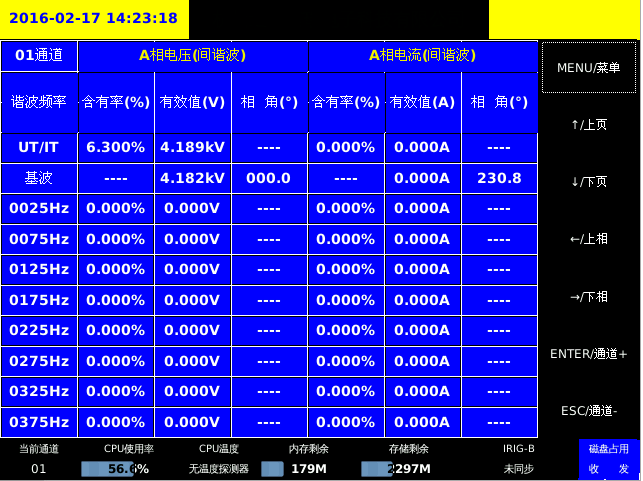 2016-02-17 14:23:18
01通道 A相电压(间谐波) A相电流(间谐波)
谐波频率 含有率(%) 有效值(V) 相 角(°) 含有率(%) 有效值(A) 相 角(°)
UT/IT 6.300% 4.189kV ---- 0.000% 0.000A ----
基波 ---- 4.182kV 000.0 ---- 0.000A 230.8
0025Hz 0.000% 0.000V ---- 0.000% 0.000A ----
0075Hz 0.000% 0.000V ---- 0.000% 0.000A ----
0125Hz 0.000% 0.000V ---- 0.000% 0.000A ----
0175Hz 0.000% 0.000V ---- 0.000% 0.000A ----
0225Hz 0.000% 0.000V ---- 0.000% 0.000A ----
0275Hz 0.000% 0.000V ---- 0.000% 0.000A ----
0325Hz 0.000% 0.000V ---- 0.000% 0.000A ----
0375Hz 0.000% 0.000V ---- 0.000% 0.000A ----
MENU/菜单
↑/上页
↓/下页
←/上相
→/下相
ENTER/通道+
ESC/通道-
当前通道 CPU使用率 CPU温度 内存剩余 存储剩余 IRIG-B 磁盘占用
01 56.6% 无温度探测器 179M 2297M 未同步 收 发